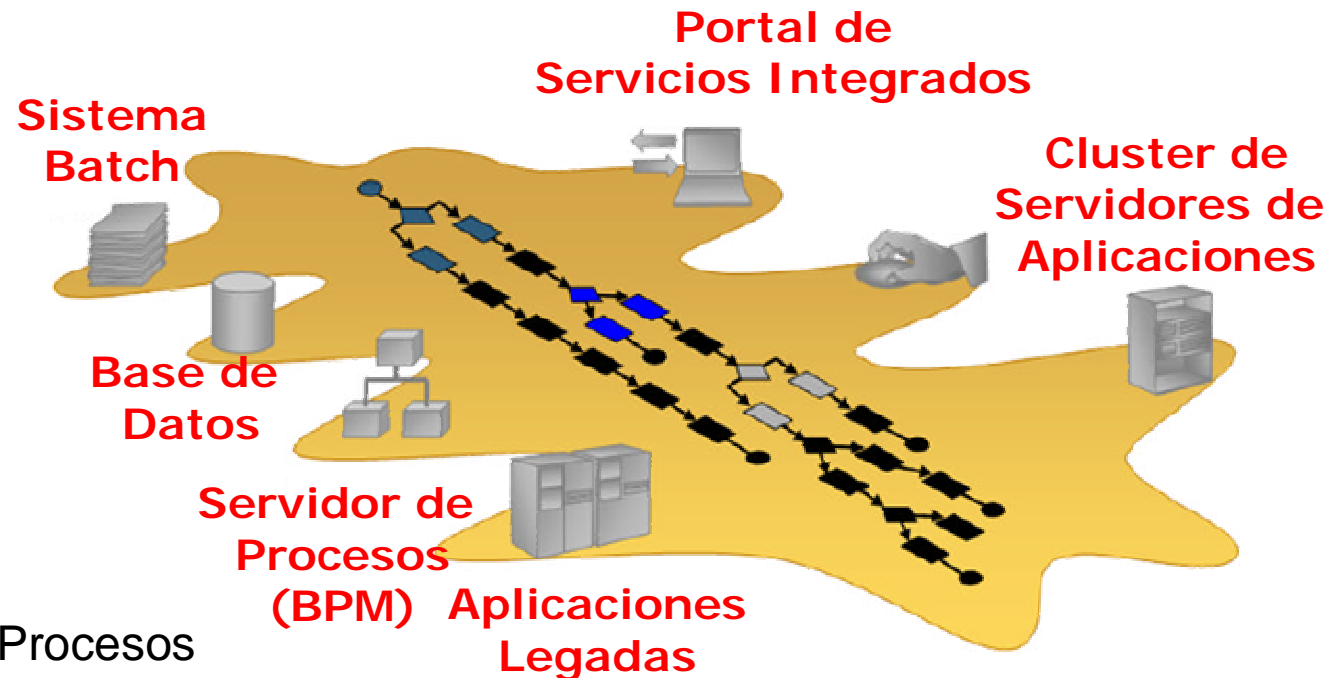 Portal de
Servicios Integrados
Sistema
Batch
Cluster de
Servidores de
Aplicaciones
Base de
Datos
Servidor de
Procesos
(BPM)
Aplicaciones
Legadas
Procesos